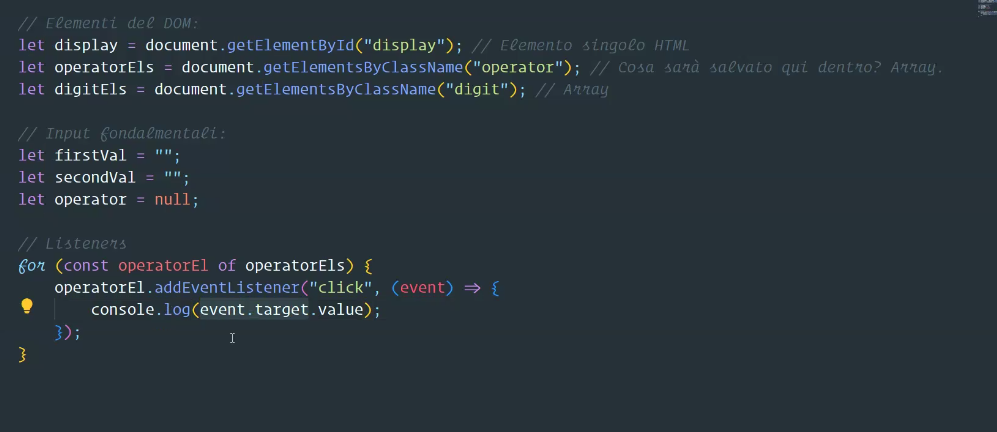 // Elementi del DOM:
let display = document.getElementById("display"); // Elemento singolo HTML
let operatorEls = document.getElementsByClassName("operator"); // Cosa sarà salvato qui dentro? Array.
let digitEls = document.getElementsByClassName("digit"); // Array
// Input fondalmentali:
let firstVal = "";
let secondVal = "";
let operator = null;
// Listeners
for (const operatorEl of operatorEls) {
operatorEl.addEventListener("click", (event) => {
console.log(event.target.value);
});
}